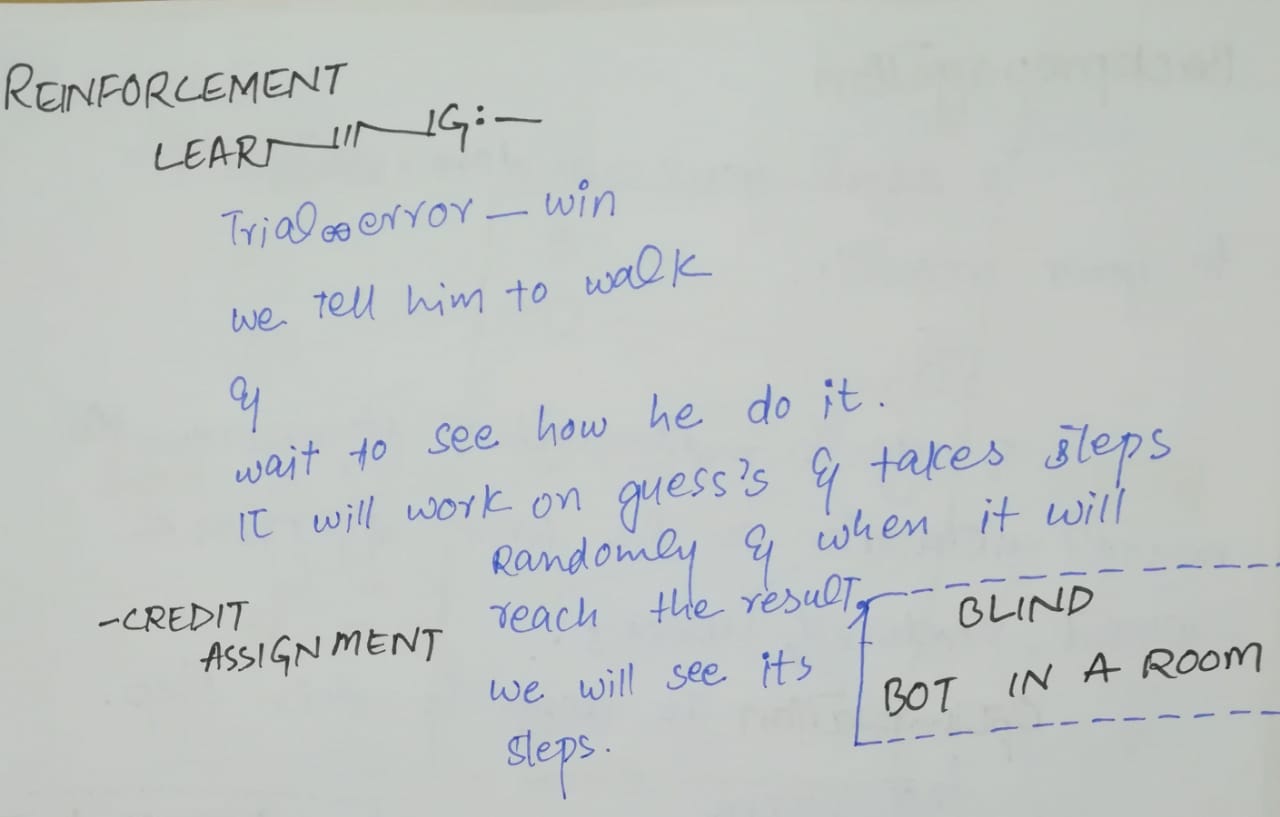 REINFORCEMENT
LEARNING:—
Trial error — win
we tell him to walk
&
wait to see how he do it.
IT will work on guess's & takes steps
Randomly & when it will
reach the result,
we will see its
steps.
-CREDIT
ASSIGNMENT
BLIND
BOT IN A ROOM